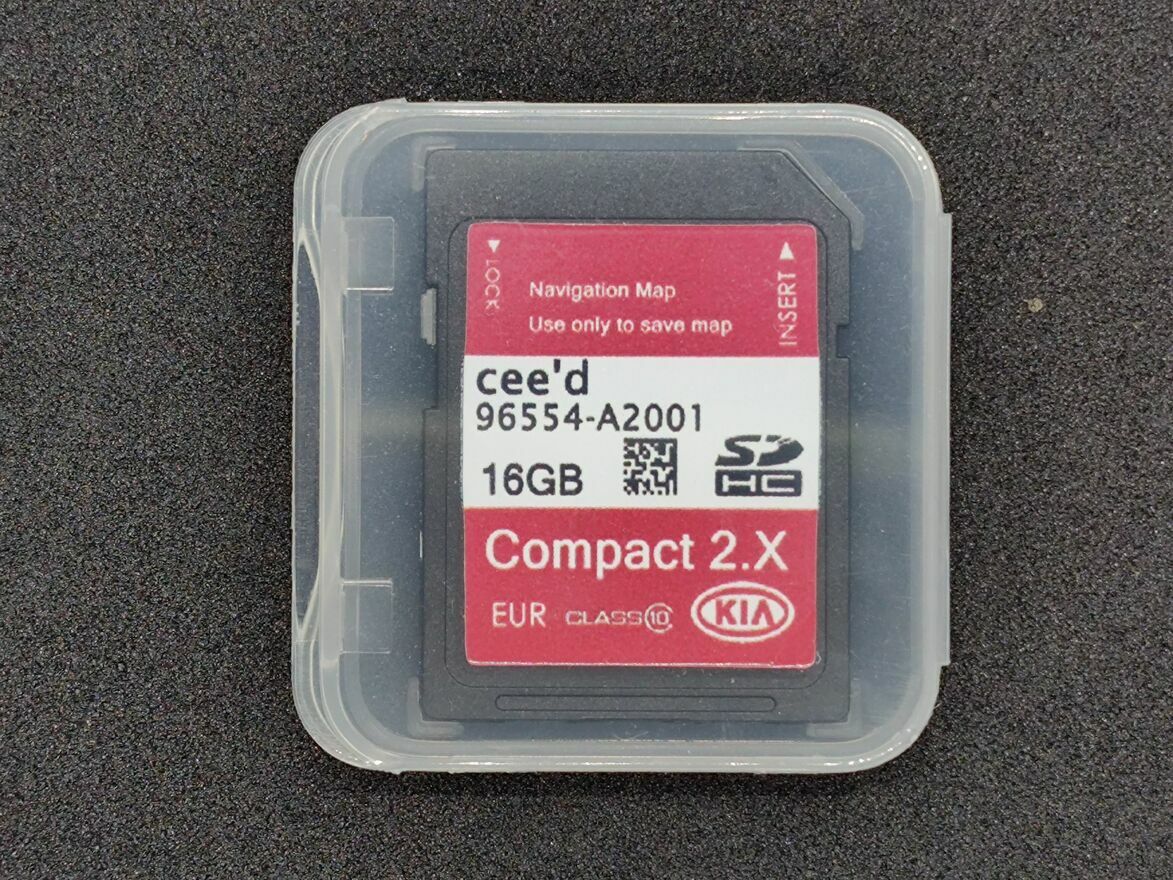 LOCK
INSERT
Navigation Map
Use only to save map
cee'd
96554-A2001
16GB
SD
HC
Compact 2.X
EUR CLASS 10
KIA